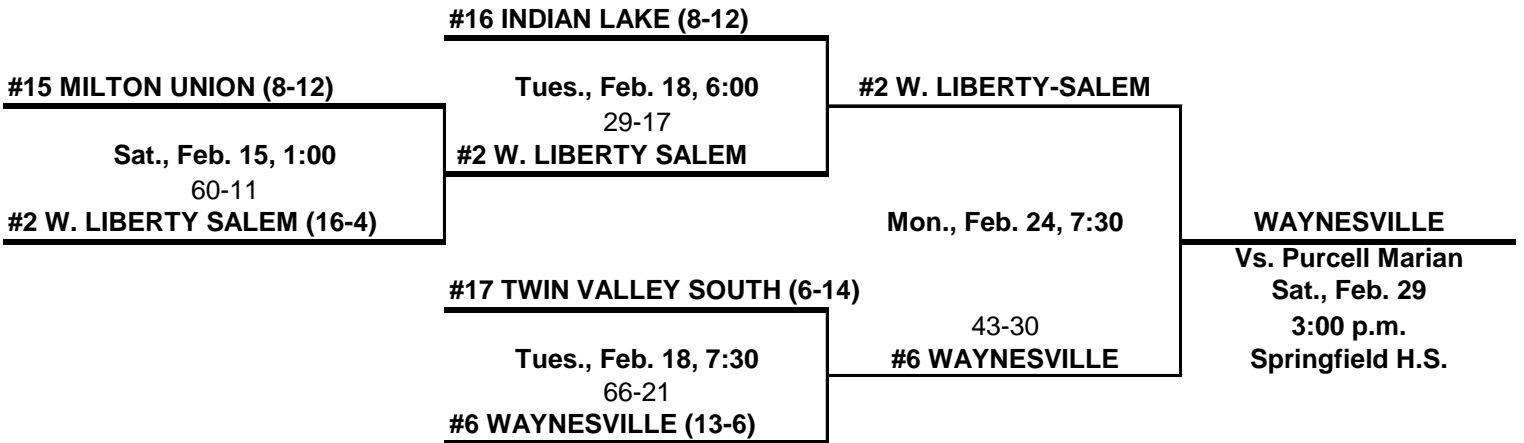 #16 INDIAN LAKE (8-12)
#15 MILTON UNION (8-12)
Tues., Feb. 18, 6:00
#2 W. LIBERTY-SALEM
29-17
Sat., Feb. 15, 1:00
#2 W. LIBERTY SALEM
60-11
#2 W. LIBERTY SALEM (16-4)
Mon., Feb. 24, 7:30
WAYNESVILLE
Vs. Purcell Marian
#17 TWIN VALLEY SOUTH (6-14)
Sat., Feb. 29
43-30
3:00 p.m.
Tues., Feb. 18, 7:30
#6 WAYNESVILLE
Springfield H.S.
66-21
#6 WAYNESVILLE (13-6)